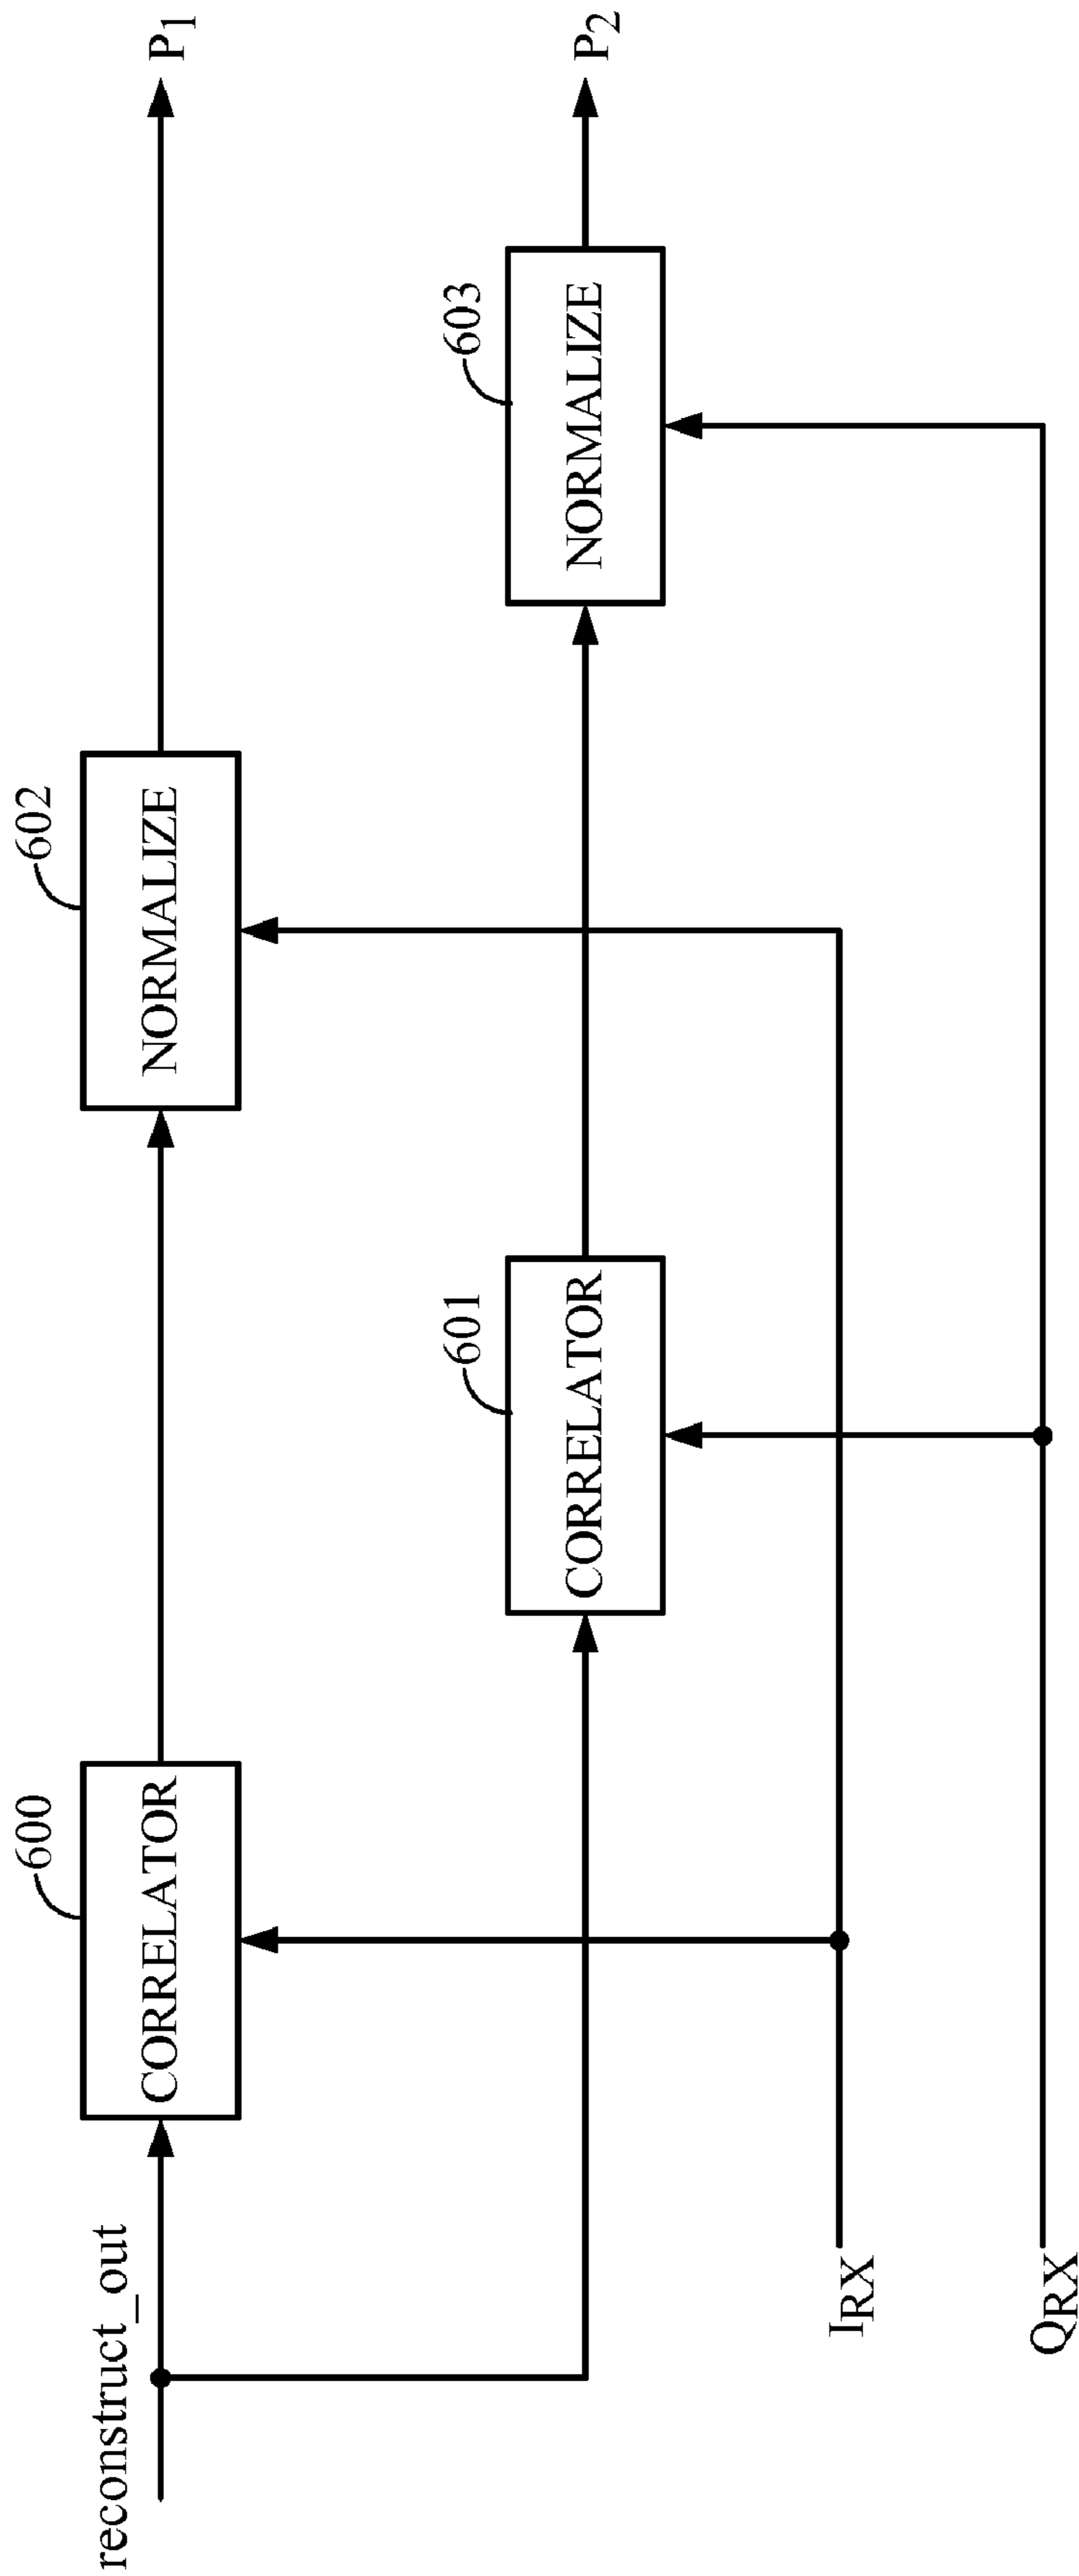 reconstruct_out
600
CORRELATOR
602
NORMALIZE
P1
601
CORRELATOR
603
NORMALIZE
P2
IRX
QRX